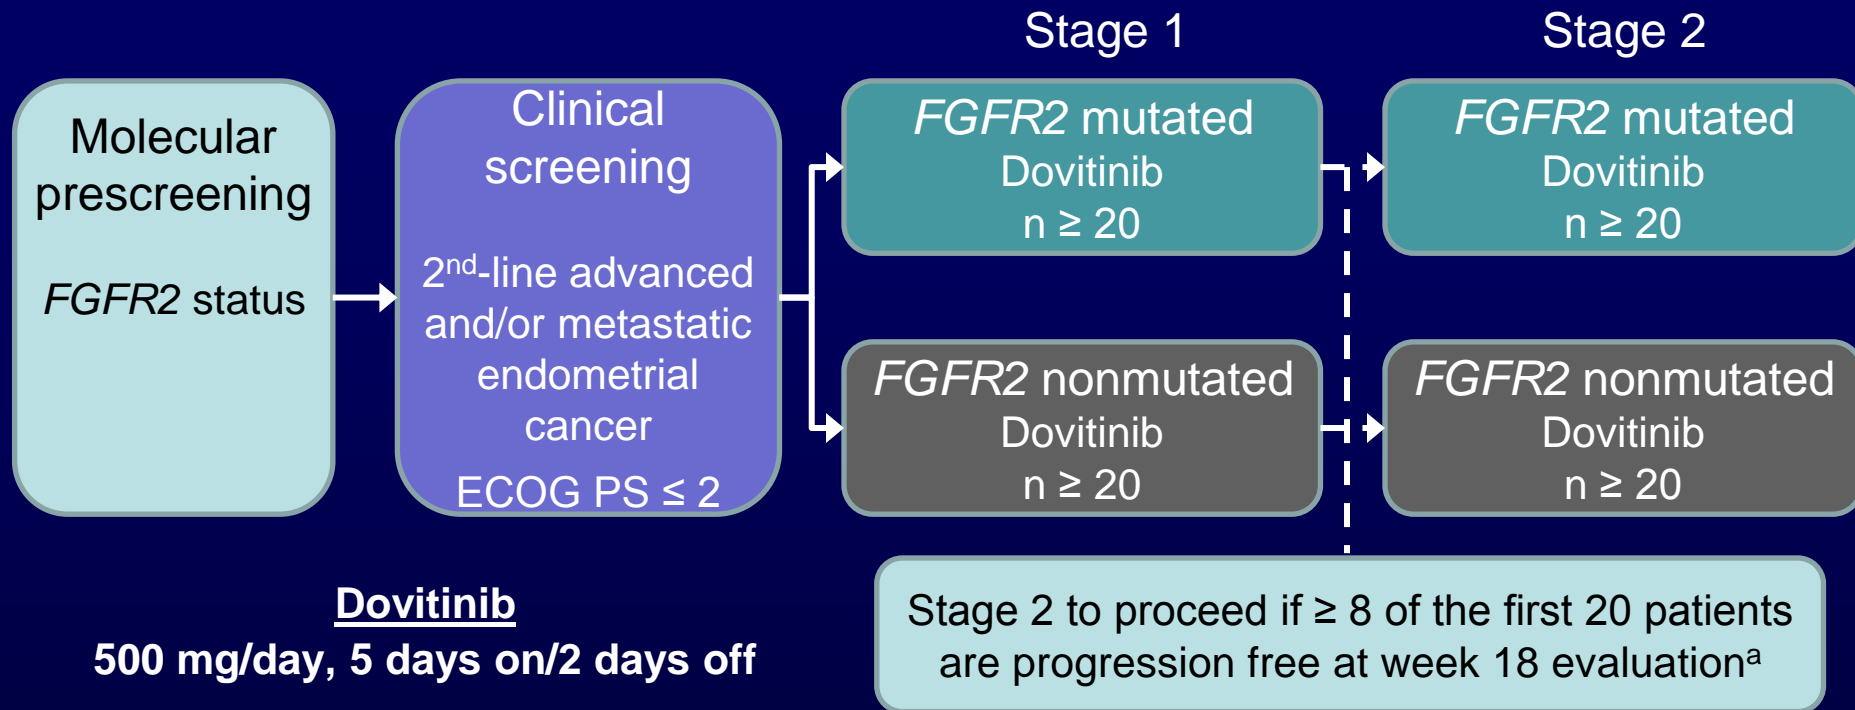 Molecular
prescreening
FGFR2 status
Clinical
screening
2nd-line advanced
and/or metastatic
endometrial
cancer
ECOG PS ≤ 2
Stage 1
FGFR2 mutated
Dovitinib
n ≥ 20
FGFR2 nonmutated
Dovitinib
n ≥ 20
Stage 2
FGFR2 mutated
Dovitinib
n ≥ 20
FGFR2 nonmutated
Dovitinib
n ≥ 20
Dovitinib
500 mg/day, 5 days on/2 days off
Stage 2 to proceed if ≥ 8 of the first 20 patients
are progression free at week 18 evaluationa